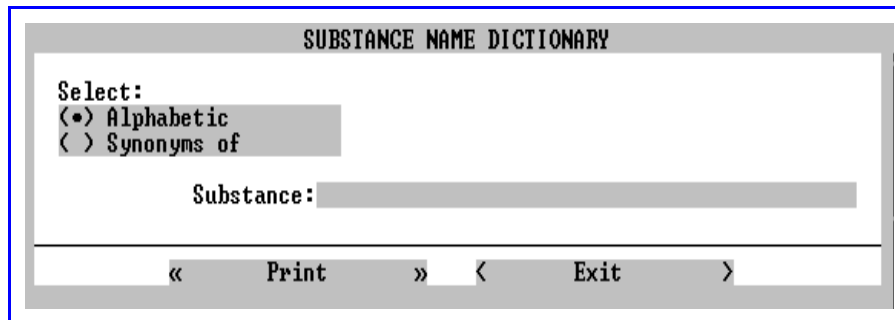 SUBSTANCE NAME DICTIONARY
Select:
(•) Alphabetic
( ) Synonyms of
Substance:
« Print » < Exit >